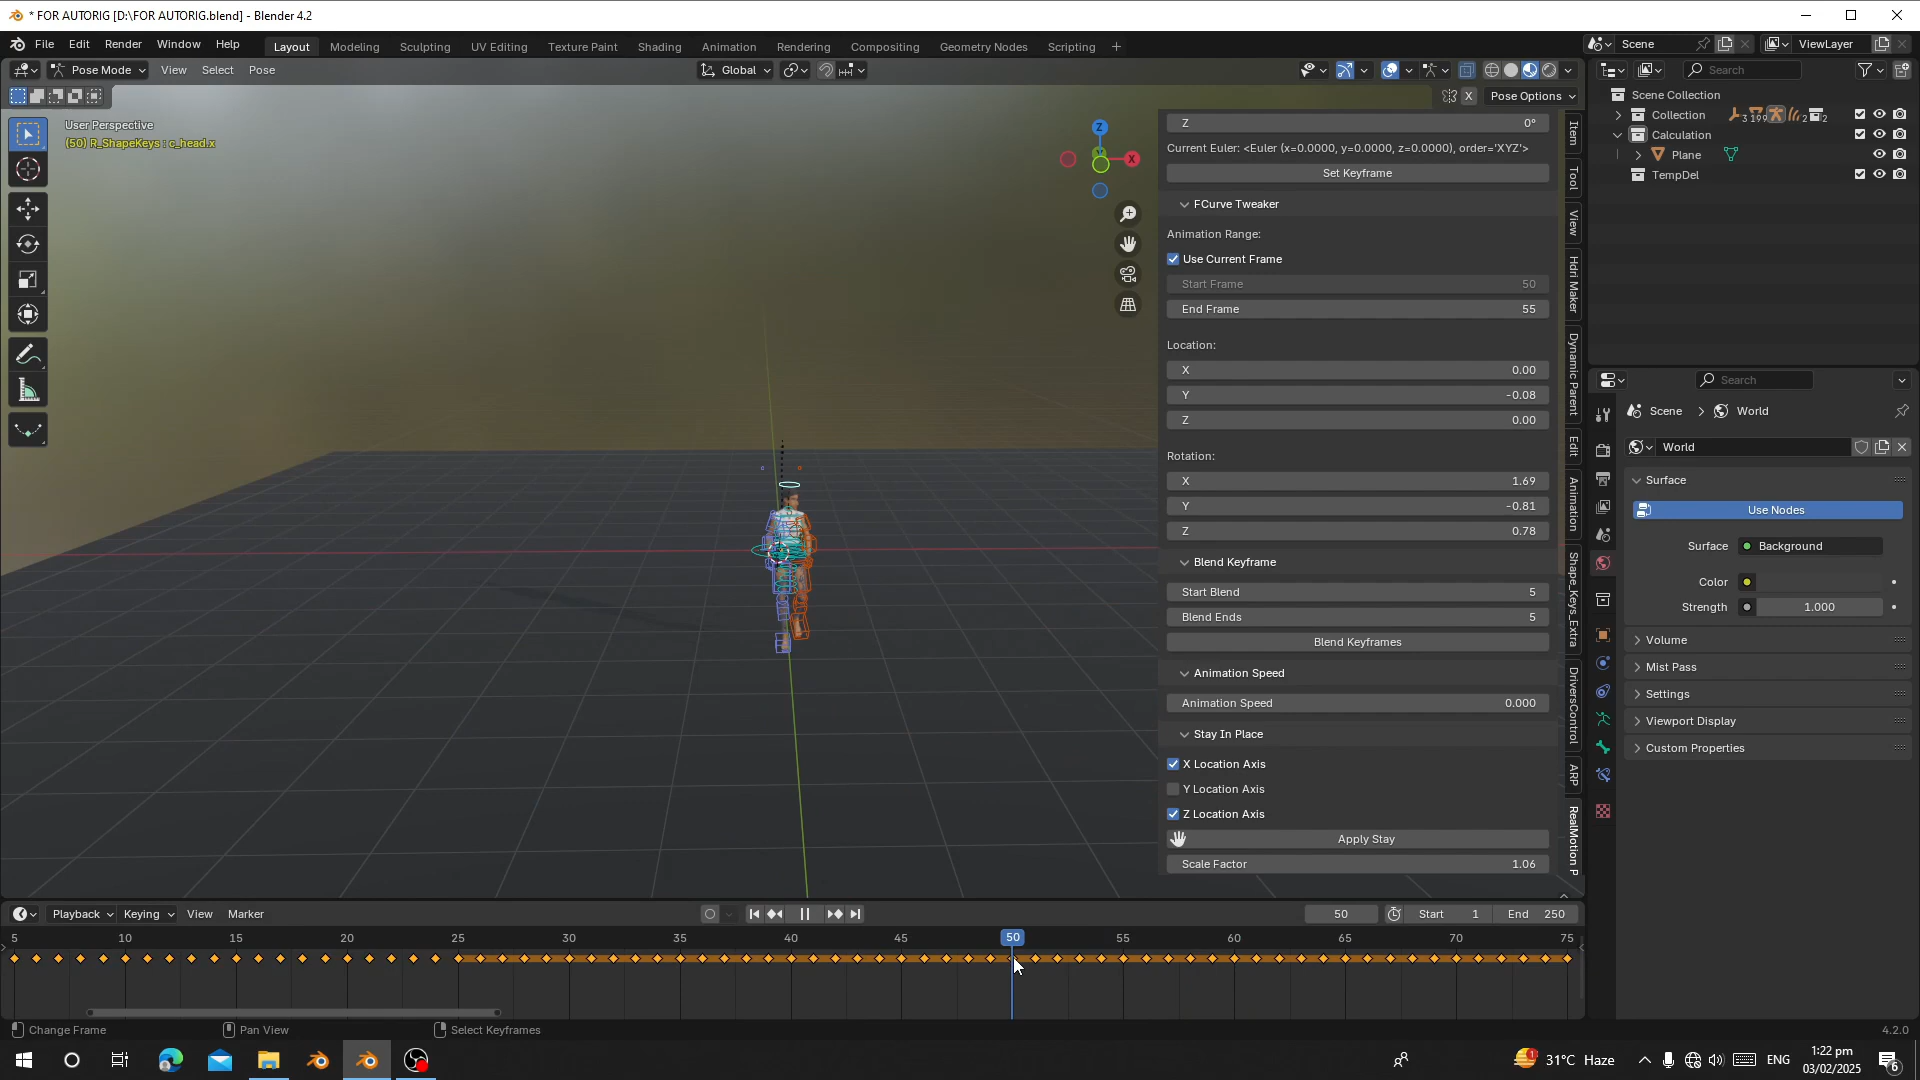 * FOR AUTORIG [D:\FOR AUTORIG.blend] - Blender 4.2
File Edit Render Window Help
Layout Modeling Sculpting UV Editing Texture Paint Shading Animation Rendering Compositing Geometry Nodes Scripting +
Scene ViewLayer
Pose Mode View Select Pose
Global
Search
X Pose Options
User Perspective
(50) R_ShapeKeys : c_head.x
Z
X
Z 0°
Current Euler: <Euler (x=0.0000, y=0.0000, z=0.0000), order='XYZ'>
Set Keyframe
FCurve Tweaker
Animation Range:
Use Current Frame
Start Frame 50
End Frame 55
Location:
X 0.00
Y -0.08
Z 0.00
Rotation:
X 1.69
Y -0.81
Z 0.78
Blend Keyframe
Start Blend 5
Blend Ends 5
Blend Keyframes
Animation Speed
Animation Speed 0.000
Stay In Place
X Location Axis
Y Location Axis
Z Location Axis
Apply Stay
Scale Factor 1.06
Item
Tool
View
Hdri Maker
Dynamic Parent
Edit
Animation
Shape_Keys_Extra
DriversControl
ARP
RealMotion P
Scene Collection
Collection 3 199 2 2
Calculation
Plane
TempDel
Search
Scene World
World
Surface
Use Nodes
Surface Background
Color
Strength 1.000
Volume
Mist Pass
Settings
Viewport Display
Custom Properties
Playback Keying View Marker
50 Start 1 End 250
5 10 15 20 25 30 35 40 45 50 55 60 65 70 75
Change Frame Pan View Select Keyframes
4.2.0
31°C Haze
ENG
1:22 pm
03/02/2025
6